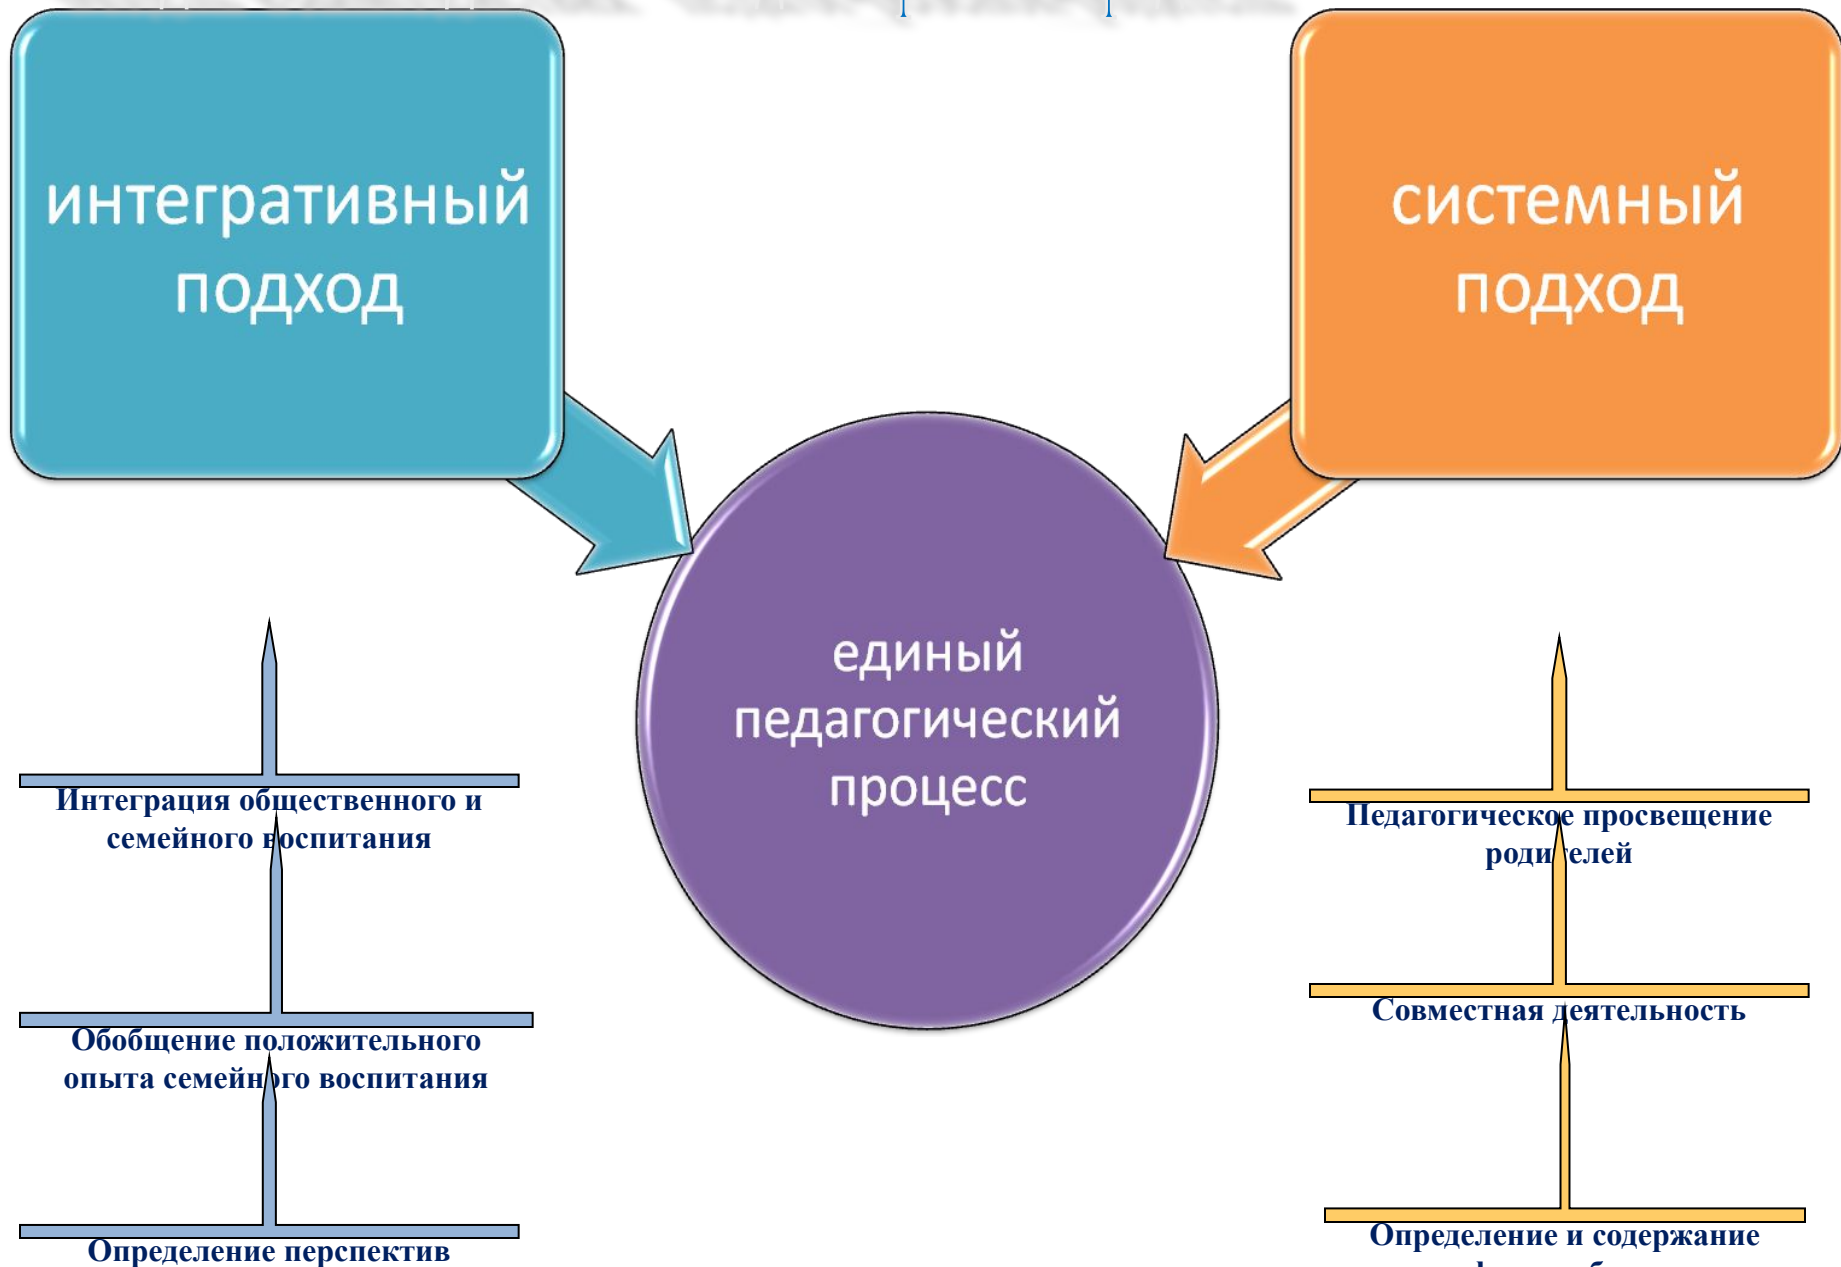 интегративный
подход
системный
подход
единый
педагогический
процесс
Интеграция общественного и
семейного воспитания
Обобщение положительного
опыта семейного воспитания
Определение перспектив
Педагогическое просвещение
родителей
Совместная деятельность
Определение и содержание